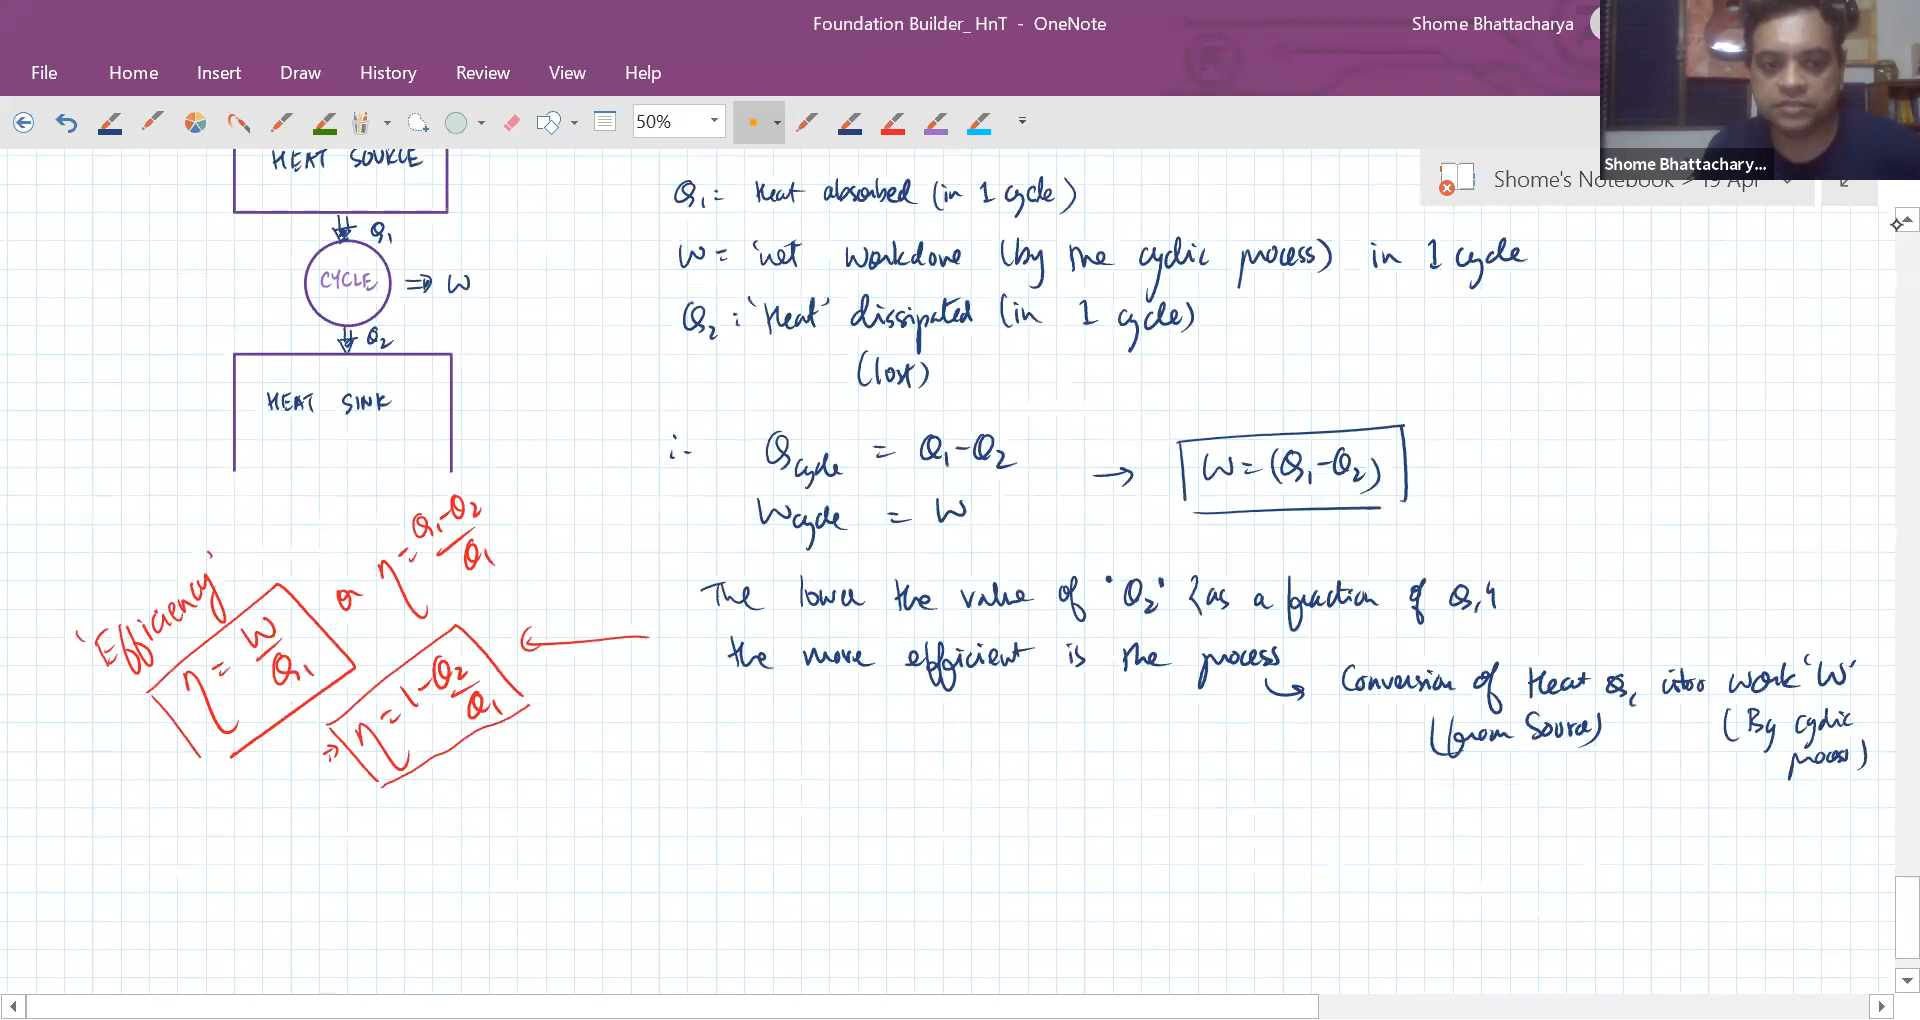 Foundation Builder_ HnT - OneNote
Shome Bhattacharya
File Home Insert Draw History Review View Help
50%
Shome Bhattachary...
Shome's Notebook > 19 Apr
HEAT SOURCE
Q₁
CYCLE ⇒ W
Q₂
HEAT SINK
Q₁ = Heat absorbed (in 1 cycle)
W = 'net workdone (by the cyclic process) in 1 cycle
Q₂ : 'Heat' dissipated (in 1 cycle)
(lost)
Q cycle = Q₁-Q₂ → W = (Q₁-Q₂)
W cycle = W
The lower the value of 'Q₂' {as a fraction of Q₁}
the more efficient is the process
Conversion of Heat Q₁ into work 'W'
(from Source) (By cyclic
process)
'Efficiency'
η = W/Q₁ or η = Q₁-Q₂/Q₁
η = 1-Q₂/Q₁